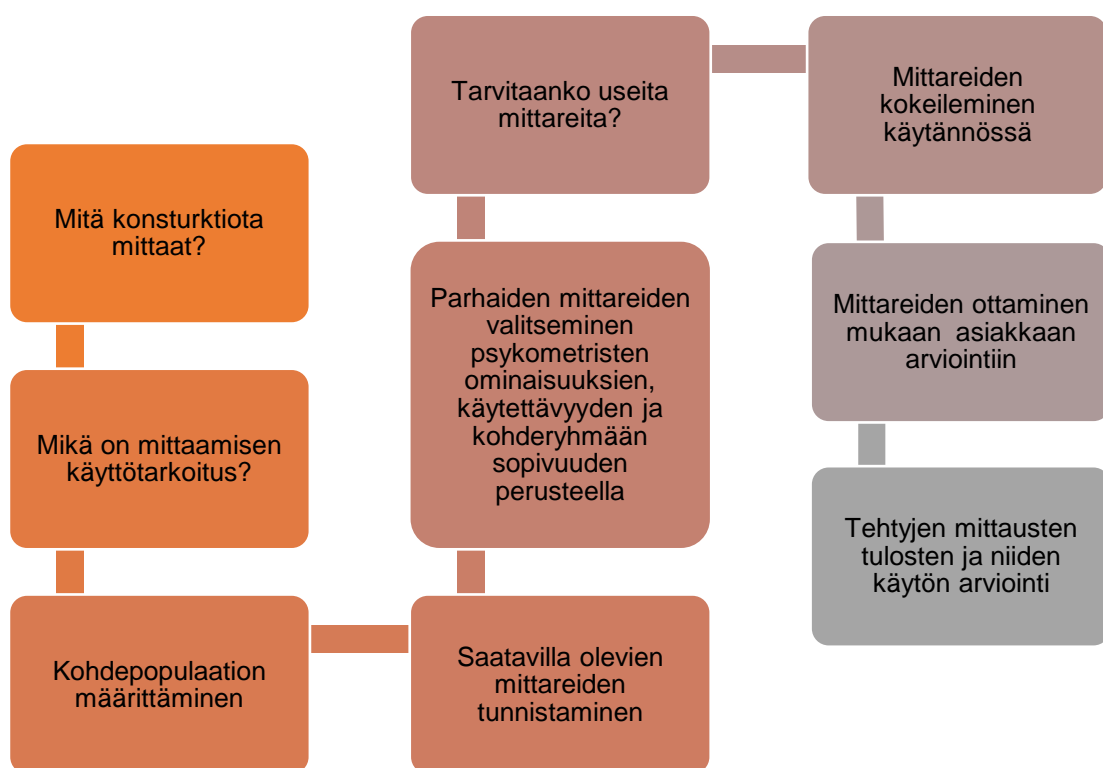 Mitä konsturktiota
mittaat?
Mikä on mittaamisen
käyttötarkoitus?
Kohdepopulaation
määrittäminen
Saatavilla olevien
mittareiden
tunnistaminen
Parhaiden mittareiden
valitseminen
psykometristen
ominaisuuksien,
käytettävyyden ja
kohderyhmään
sopivuuden
perusteella
Tarvitaanko useita
mittareita?
Mittareiden
kokeileminen
käytännössä
Mittareiden ottaminen
mukaan asiakkaan
arviointiin
Tehtyjen mittausten
tulosten ja niiden
käytön arviointi